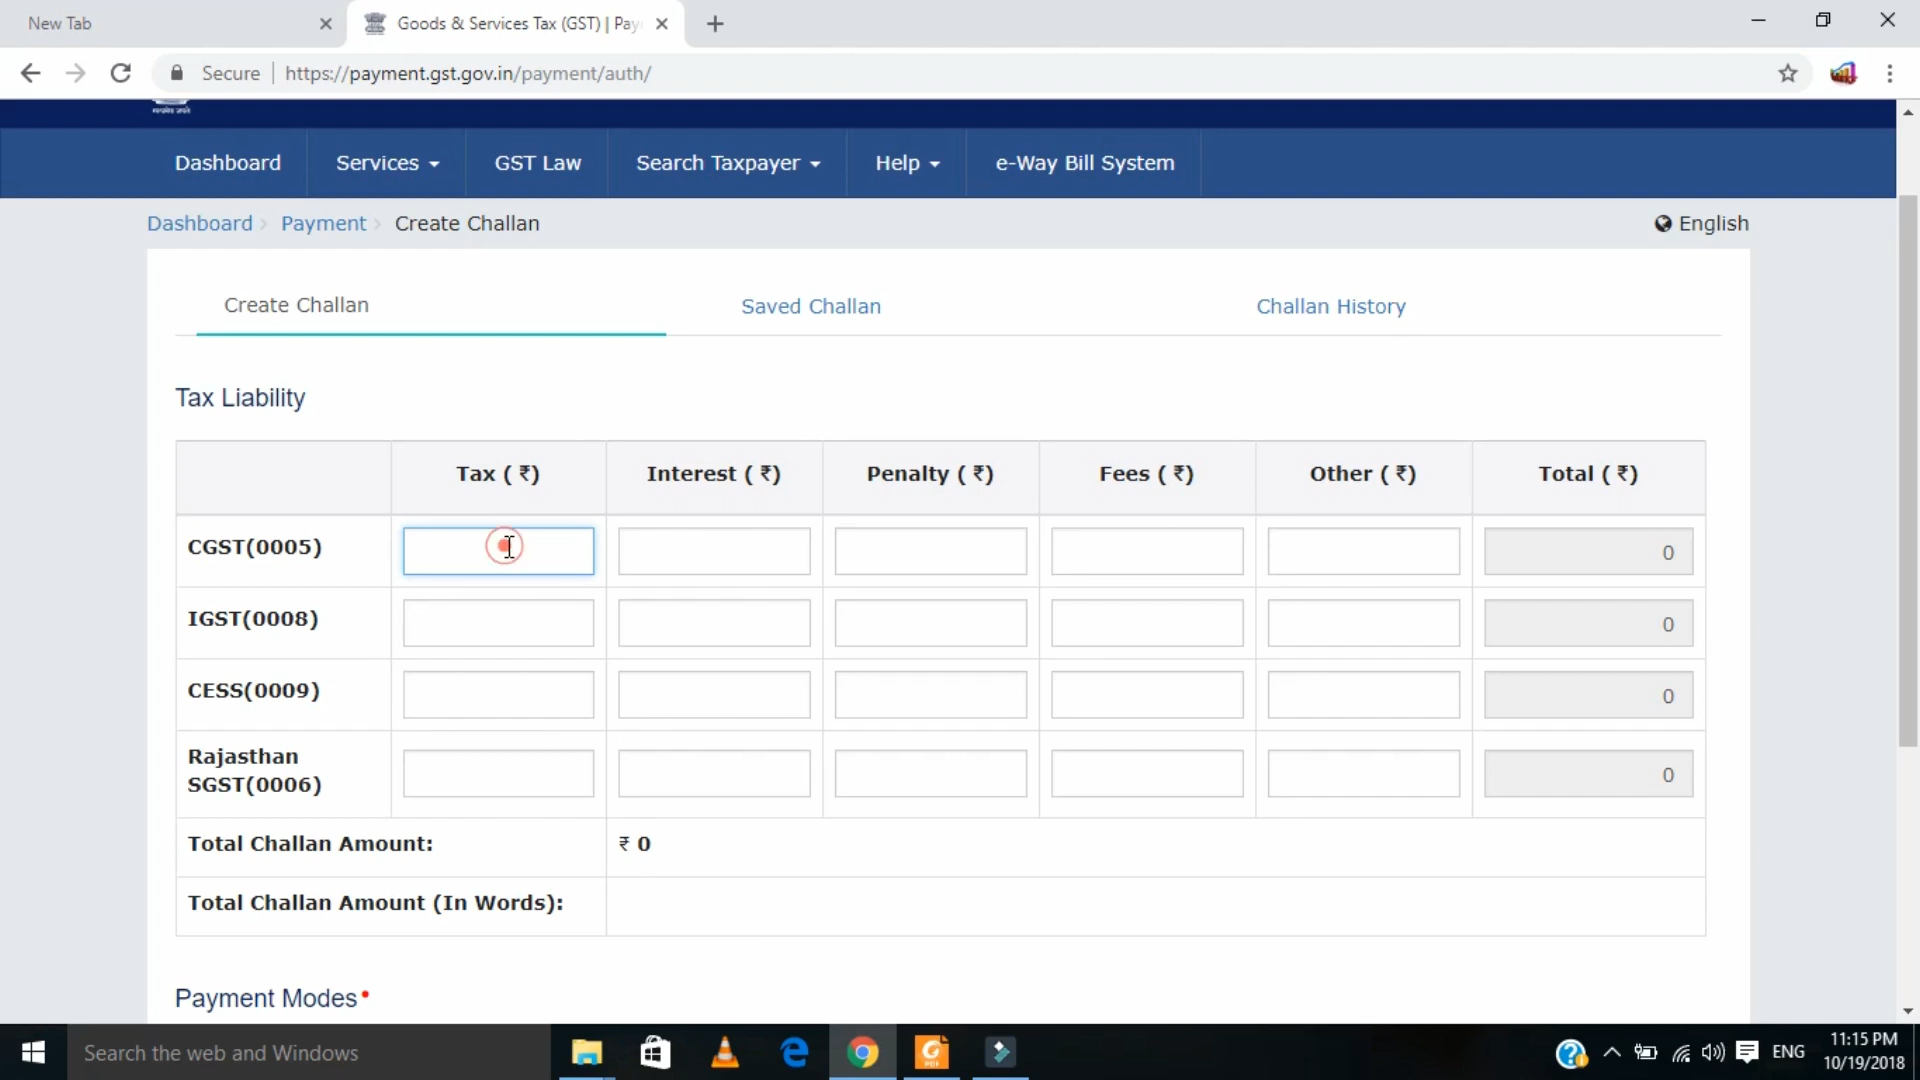 New Tab
Goods & Services Tax (GST) | Pay
Secure
https://payment.gst.gov.in/payment/auth/
Dashboard
Services
GST Law
Search Taxpayer
Help
e-Way Bill System
Dashboard
Payment
Create Challan
English
Create Challan
Saved Challan
Challan History
Tax Liability
Tax ( ₹)
Interest ( ₹)
Penalty ( ₹)
Fees ( ₹)
Other ( ₹)
Total ( ₹)
CGST(0005)
0
IGST(0008)
0
CESS(0009)
0
Rajasthan
SGST(0006)
0
Total Challan Amount:
₹ 0
Total Challan Amount (In Words):
Payment Modes•
Search the web and Windows
ENG
11:15 PM
10/19/2018